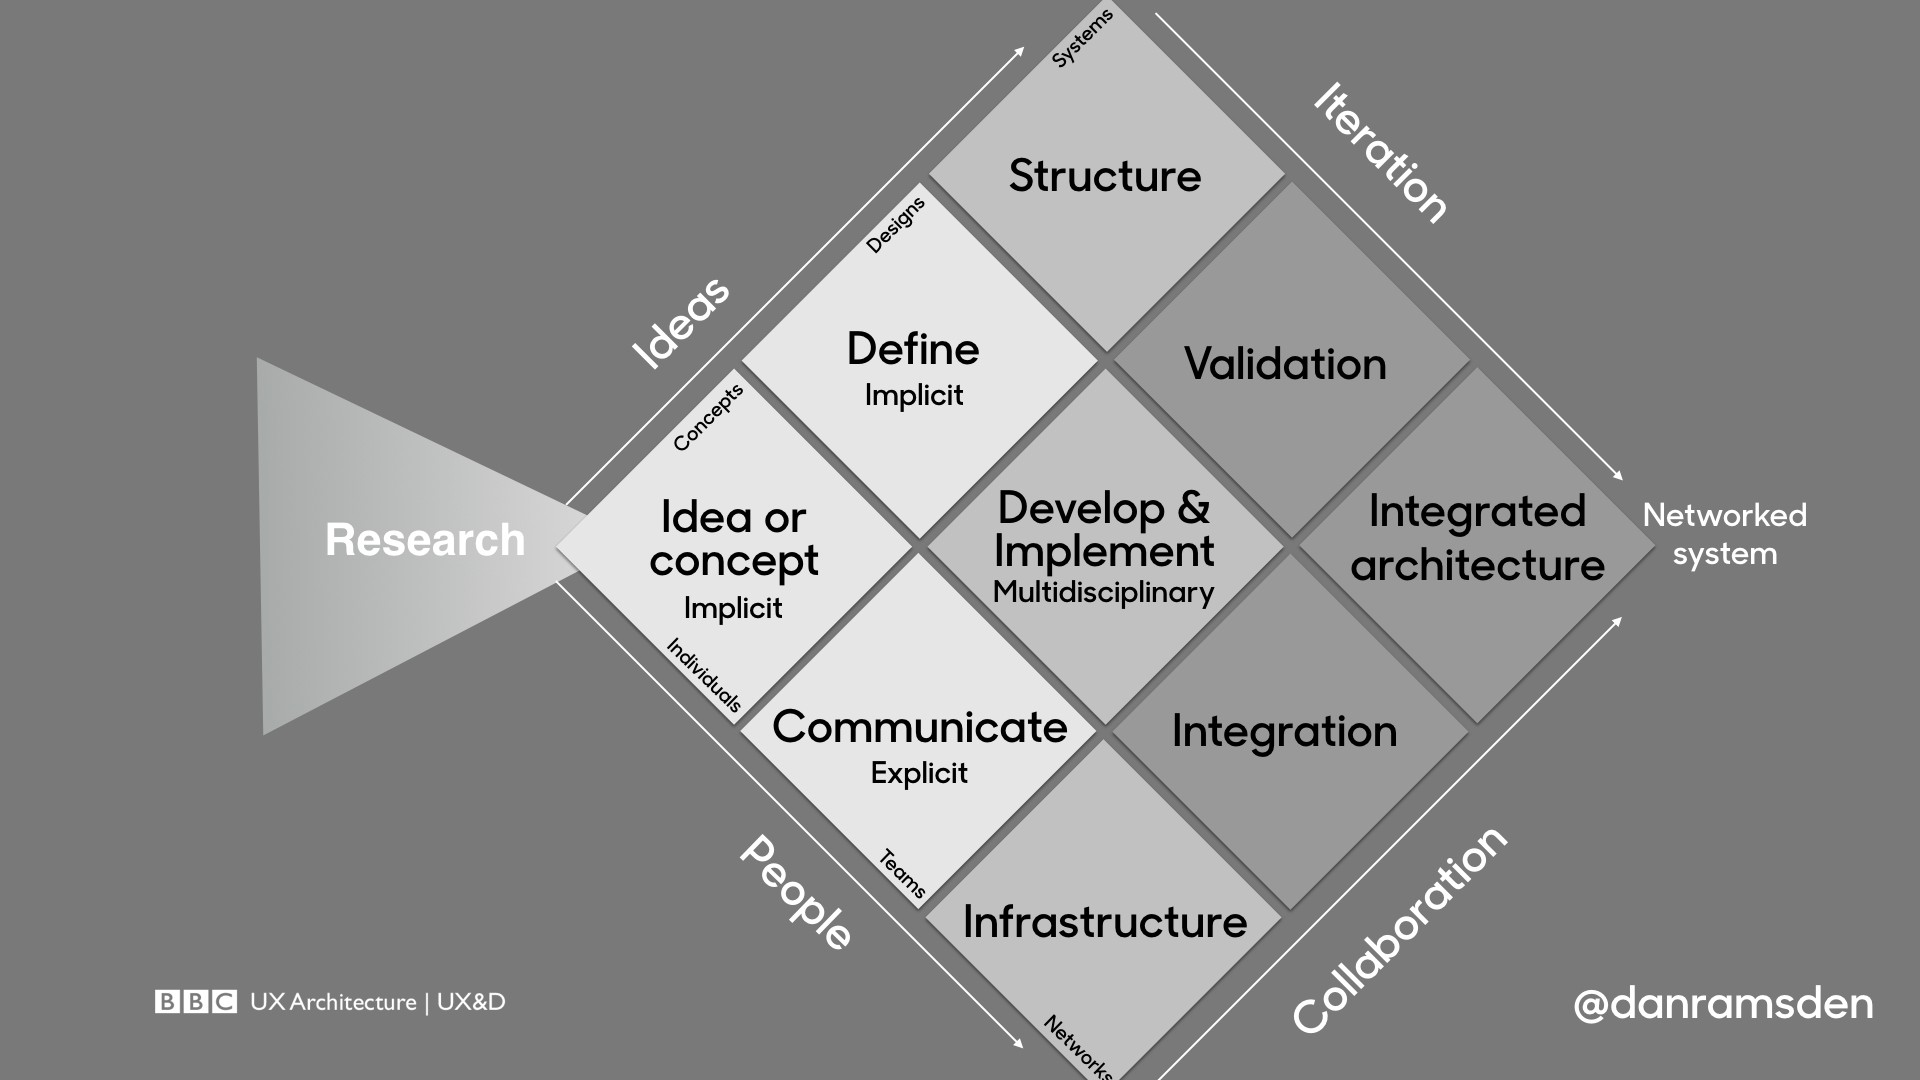 Systems
Iteration
Structure
Designs
Ideas
Define
Implicit
Validation
Concepts
Research
Idea or
concept
Implicit
Individuals
Develop &
Implement
Multidisciplinary
Integrated
architecture
Networked
system
Communicate
Explicit
Teams
Integration
People
Infrastructure
Collaboration
Networks
BBC UX Architecture | UX&D
@danramsden